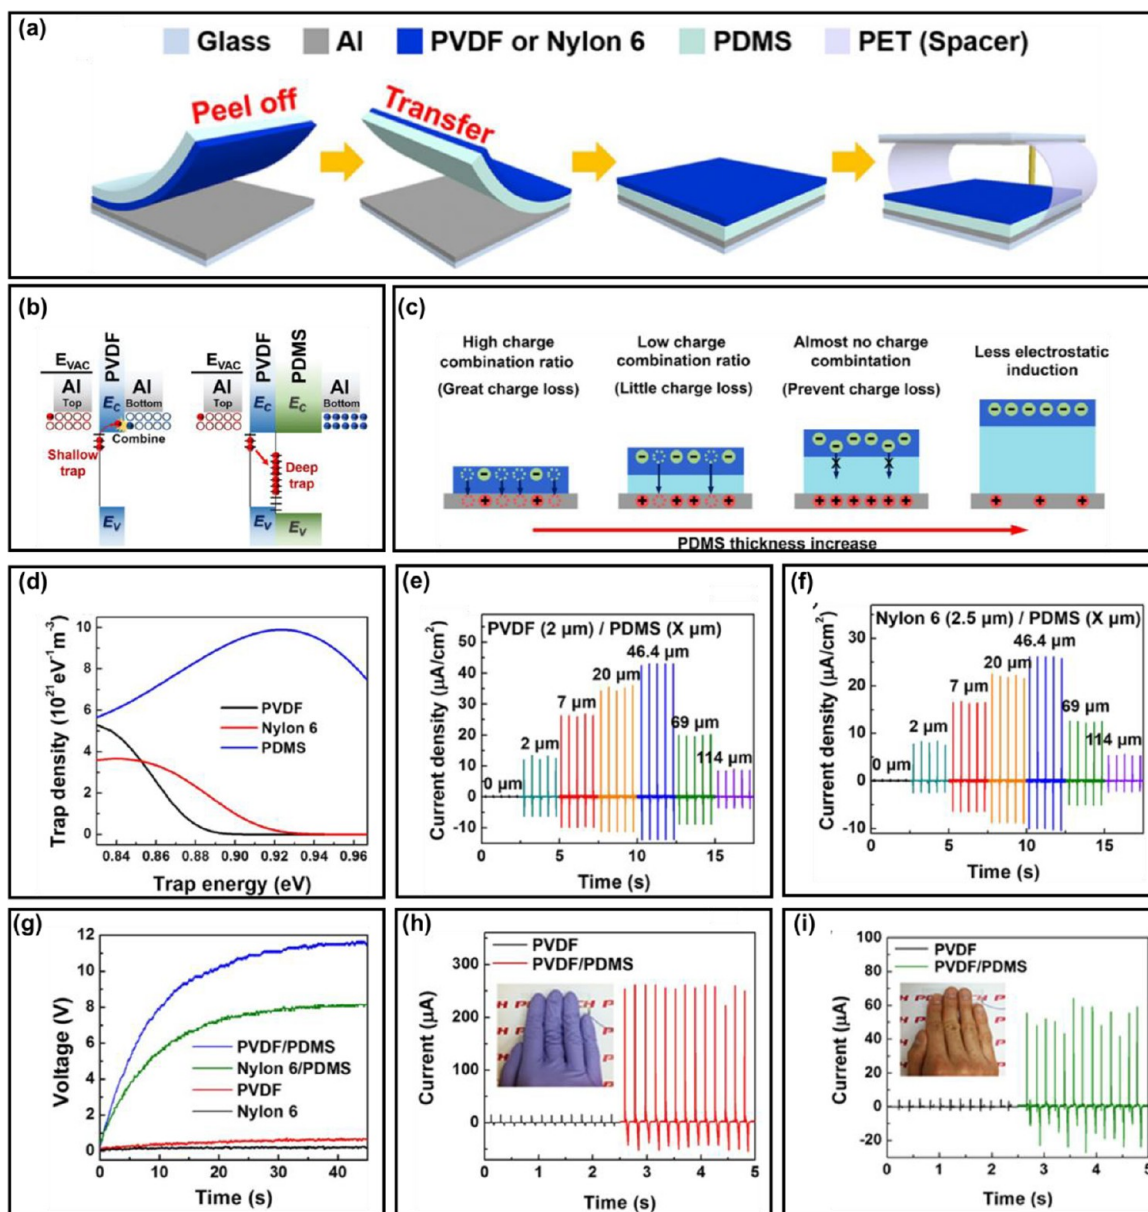 (a)
Glass Al PVDF or Nylon 6 PDMS PET (Spacer)
Peel off
Transfer
(b)
E_VAC
Al
Top
PVDF
E_C
Al
Bottom
Combine
Shallow
trap
E_V
E_VAC
Al
Top
PVDF
PDMS
E_C
E_C
Al
Bottom
Deep
trap
E_V
E_V
(c)
High charge
combination ratio
(Great charge loss)
Low charge
combination ratio
(Little charge loss)
Almost no charge
combintation
(Prevent charge loss)
Less electrostatic
induction
PDMS thickness increase
(d)
Trap density (10²¹ eV⁻¹m⁻³)
10
8
6
4
2
0
PVDF
Nylon 6
PDMS
0.84 0.86 0.88 0.90 0.92 0.94 0.96
Trap energy (eV)
(e)
Current density (µA/cm²)
60
50
40
30
20
10
0
-10
PVDF (2 µm) / PDMS (X µm)
0 µm
2 µm
7 µm
20 µm
46.4 µm
69 µm
114 µm
0 5 10 15
Time (s)
(f)
Current density (µA/cm²)
30
20
10
0
-10
Nylon 6 (2.5 µm) / PDMS (X µm)
0 µm
2 µm
7 µm
20 µm
46.4 µm
69 µm
114 µm
0 5 10 15
Time (s)
(g)
Voltage (V)
12
10
8
6
4
2
0
PVDF/PDMS
Nylon 6/PDMS
PVDF
Nylon 6
0 10 20 30 40
Time (s)
(h)
Current (µA)
300
200
100
0
PVDF
PVDF/PDMS
0 1 2 3 4 5
Time (s)
(i)
Current (µA)
100
80
60
40
20
0
-20
PVDF
PVDF/PDMS
0 1 2 3 4 5
Time (s)